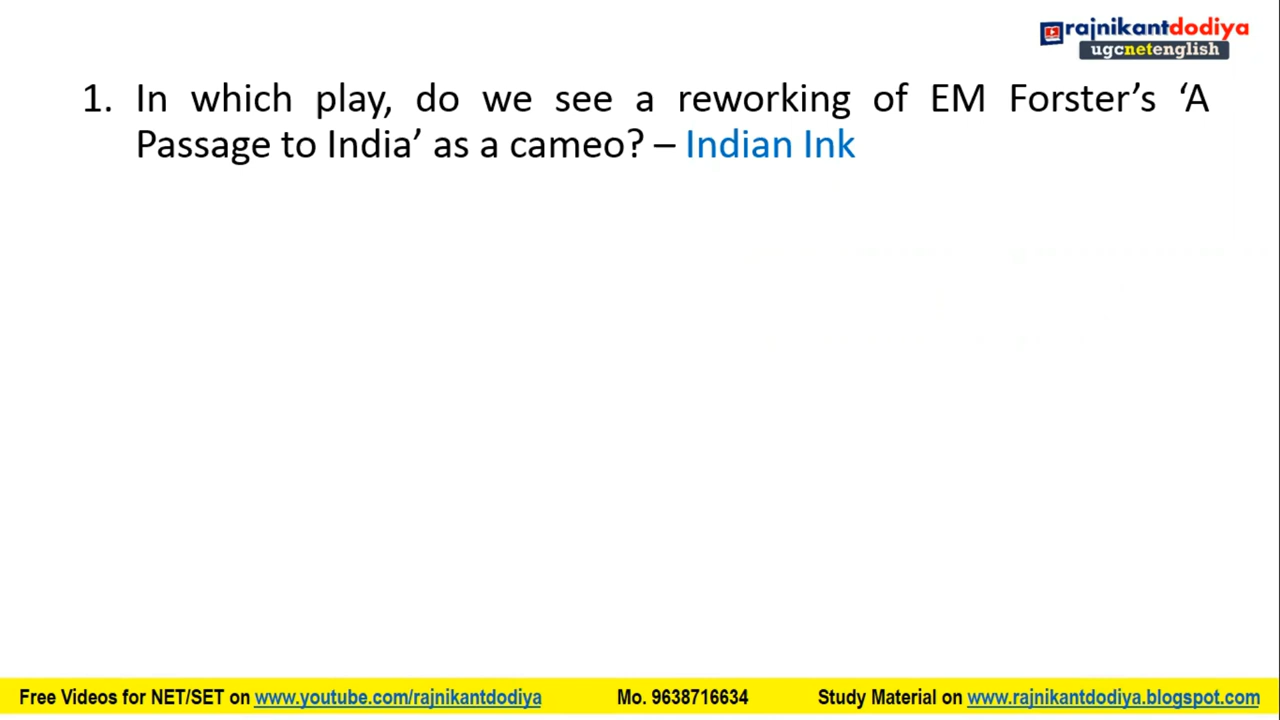 rajnikantdodiya
ugcnetenglish
1. In which play, do we see a reworking of EM Forster’s ‘A
Passage to India’ as a cameo? – Indian Ink
Free Videos for NET/SET on www.youtube.com/rajnikantdodiya Mo. 9638716634 Study Material on www.rajnikantdodiya.blogspot.com